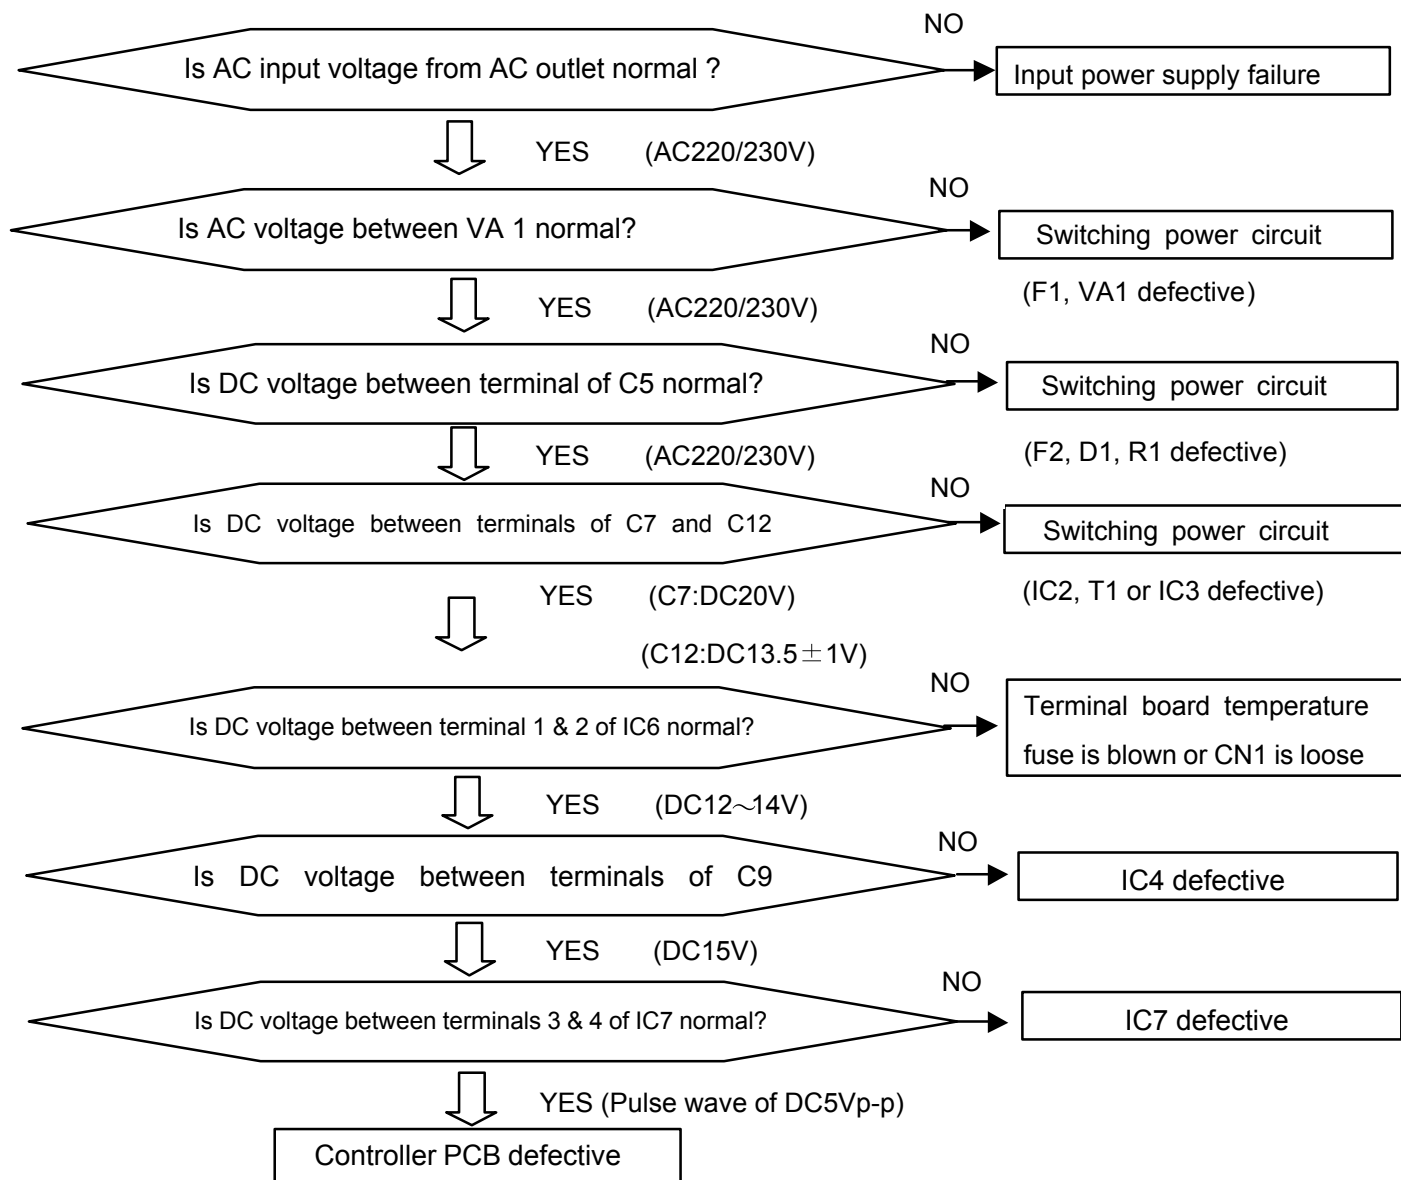 NO
Is AC input voltage from AC outlet normal ?
Input power supply failure
YES (AC220/230V)
NO
Is AC voltage between VA 1 normal?
Switching power circuit
(F1, VA1 defective)
YES (AC220/230V)
NO
Is DC voltage between terminal of C5 normal?
Switching power circuit
(F2, D1, R1 defective)
YES (AC220/230V)
NO
Is DC voltage between terminals of C7 and C12
Switching power circuit
(IC2, T1 or IC3 defective)
YES (C7:DC20V)
(C12:DC13.5±1V)
NO
Is DC voltage between terminal 1 & 2 of IC6 normal?
Terminal board temperature
fuse is blown or CN1 is loose
YES (DC12～14V)
NO
Is DC voltage between terminals of C9
IC4 defective
YES (DC15V)
NO
Is DC voltage between terminals 3 & 4 of IC7 normal?
IC7 defective
YES (Pulse wave of DC5Vp-p)
Controller PCB defective